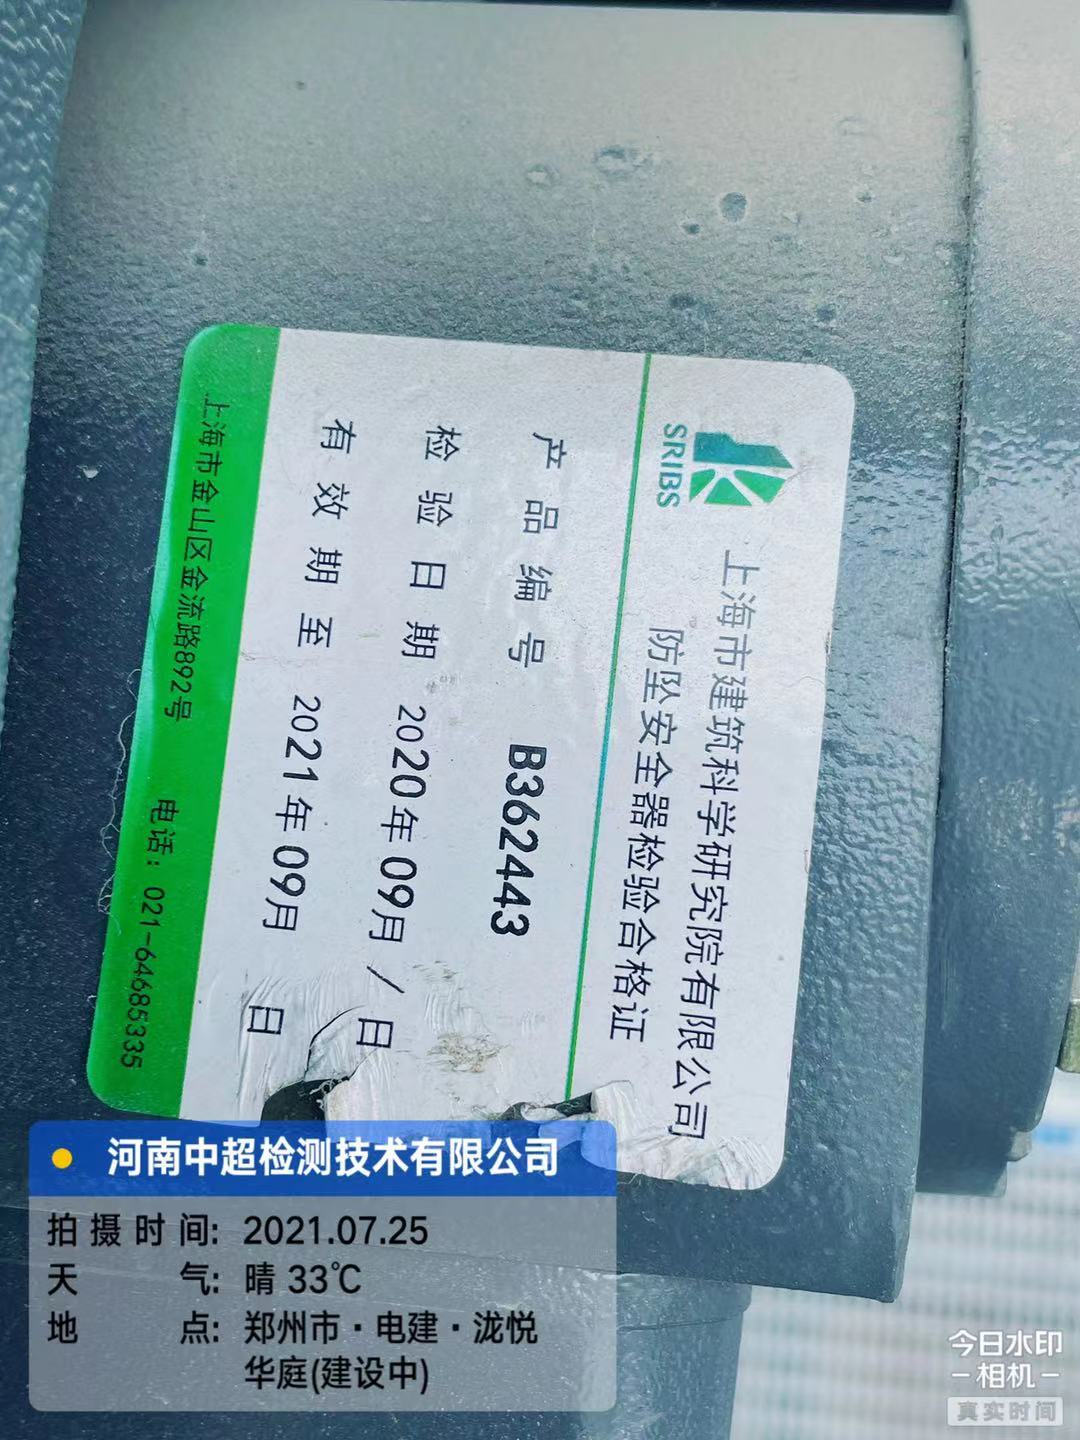 SRIBS
上海市建筑科学研究院有限公司
防坠安全器检验合格证
产品编号 B362443
检验日期 2020年09月/日
有效期至 2021年09月 日
上海市金山区金流路892号 电话：021-64685335
河南中超检测技术有限公司
拍摄时间: 2021.07.25
天气: 晴 33℃
地点: 郑州市·电建·泷悦
华庭(建设中)
今日水印
相机
真实时间